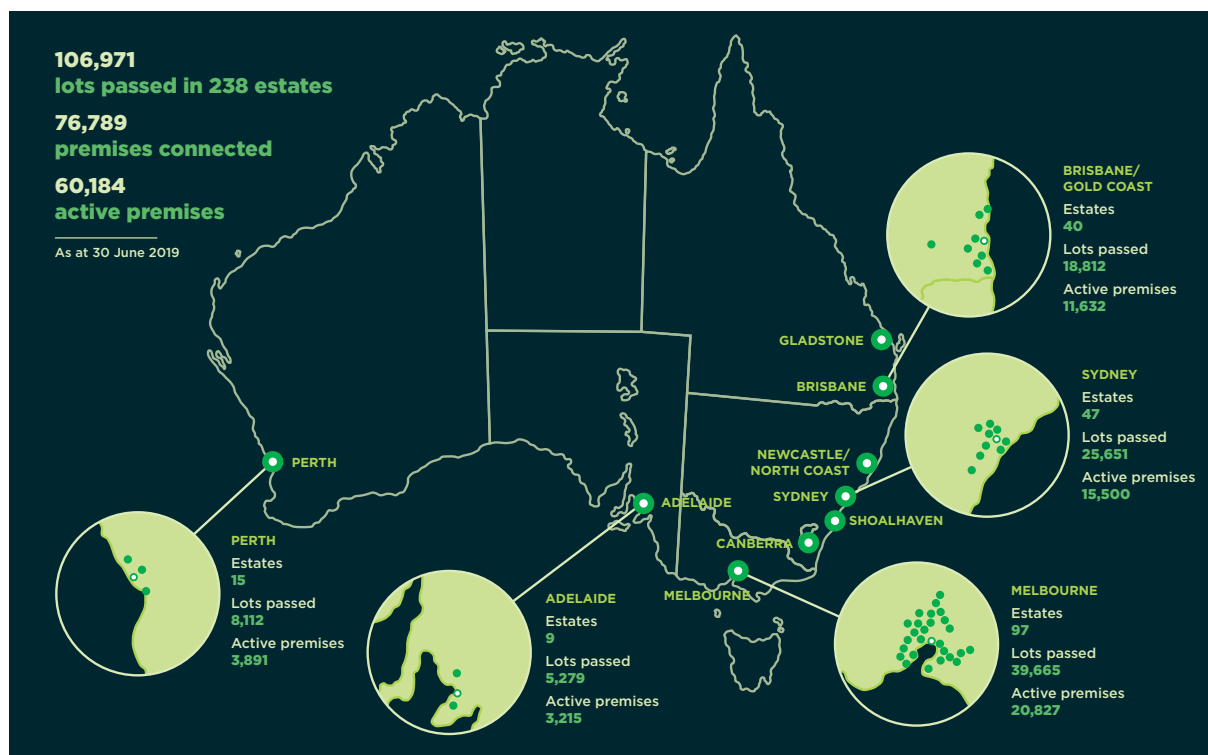 106,971
lots passed in 238 estates
76,789
premises connected
60,184
active premises
As at 30 June 2019
BRISBANE/
GOLD COAST
Estates
40
Lots passed
18,812
Active premises
11,632
GLADSTONE
BRISBANE
SYDNEY
Estates
47
Lots passed
25,651
Active premises
15,500
NEWCASTLE/
NORTH COAST
PERTH
SYDNEY
ADELAIDE
SHOALHAVEN
CANBERRA
MELBOURNE
PERTH
Estates
15
Lots passed
8,112
Active premises
3,891
ADELAIDE
Estates
9
Lots passed
5,279
Active premises
3,215
MELBOURNE
Estates
97
Lots passed
39,665
Active premises
20,827